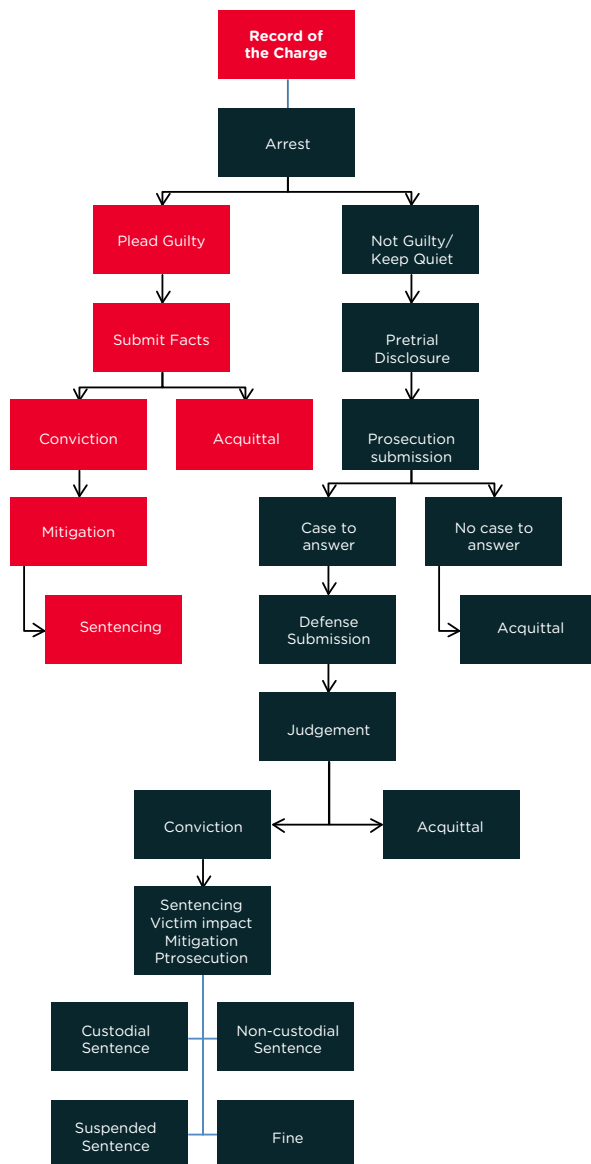 Record of
the Charge
Arrest
Plead Guilty
Not Guilty/
Keep Quiet
Submit Facts
Pretrial
Disclosure
Conviction
Acquittal
Prosecution
submission
Mitigation
Case to
answer
No case to
answer
Sentencing
Defense
Submission
Acquittal
Judgement
Conviction
Acquittal
Sentencing
Victim impact
Mitigation
Ptrosecution
Custodial
Sentence
Non-custodial
Sentence
Suspended
Sentence
Fine